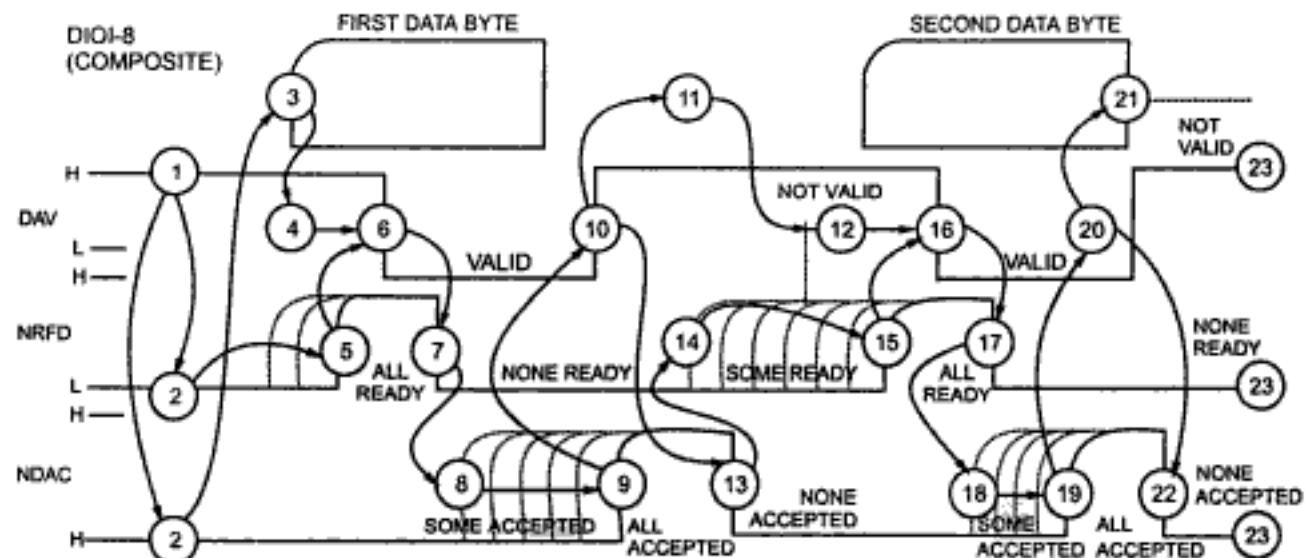 FIRST DATA BYTE
SECOND DATA BYTE
DIOI-8
(COMPOSITE)
3
11
21
NOT
VALID
H
1
23
NOT VALID
DAV
4
6
10
12
16
20
L
H
VALID
VALID
NRFD
5
7
14
15
17
NONE
READY
L
2
ALL
READY
NONE READY
SOME READY
ALL
READY
23
H
NDAC
8
9
13
18
19
22
NONE
ACCEPTED
NONE
ACCEPTED
H
2
SOME ACCEPTED
ALL
ACCEPTED
SOME
ACCEPTED
ALL
ACCEPTED
23